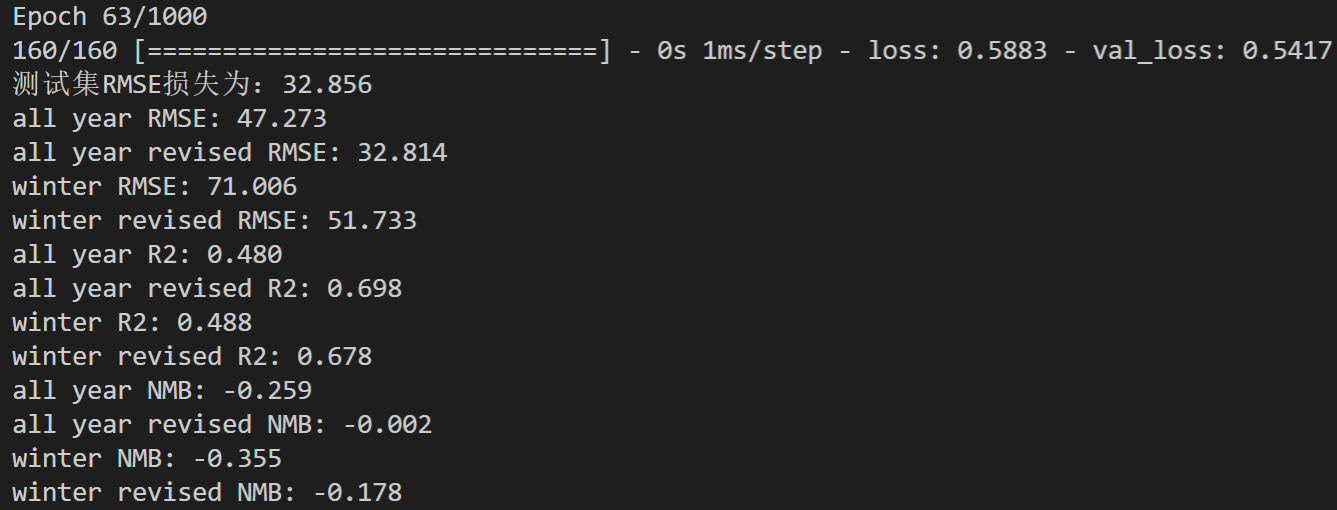 Epoch 63/1000
160/160 [==============================] - 0s 1ms/step - loss: 0.5883 - val_loss: 0.5417
测试集RMSE损失为：32.856
all year RMSE: 47.273
all year revised RMSE: 32.814
winter RMSE: 71.006
winter revised RMSE: 51.733
all year R2: 0.480
all year revised R2: 0.698
winter R2: 0.488
winter revised R2: 0.678
all year NMB: -0.259
all year revised NMB: -0.002
winter NMB: -0.355
winter revised NMB: -0.178